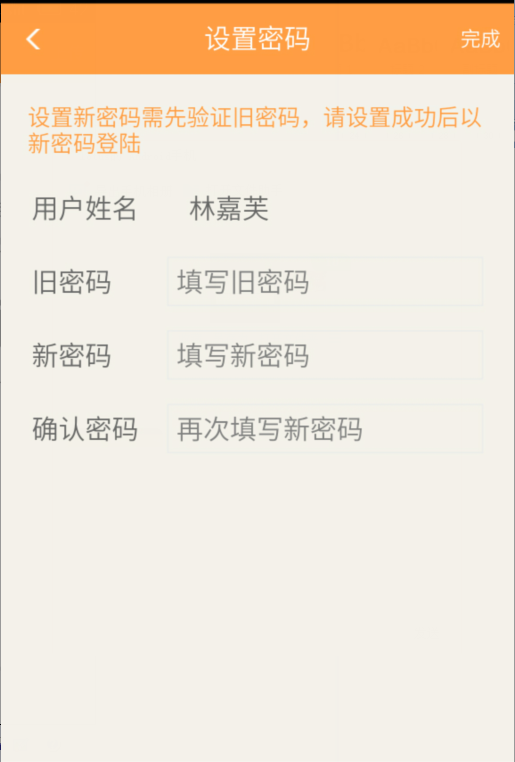 设置密码 完成
设置新密码需先验证旧密码，请设置成功后以
新密码登陆
用户姓名 林嘉芙
旧密码 填写旧密码
新密码 填写新密码
确认密码 再次填写新密码